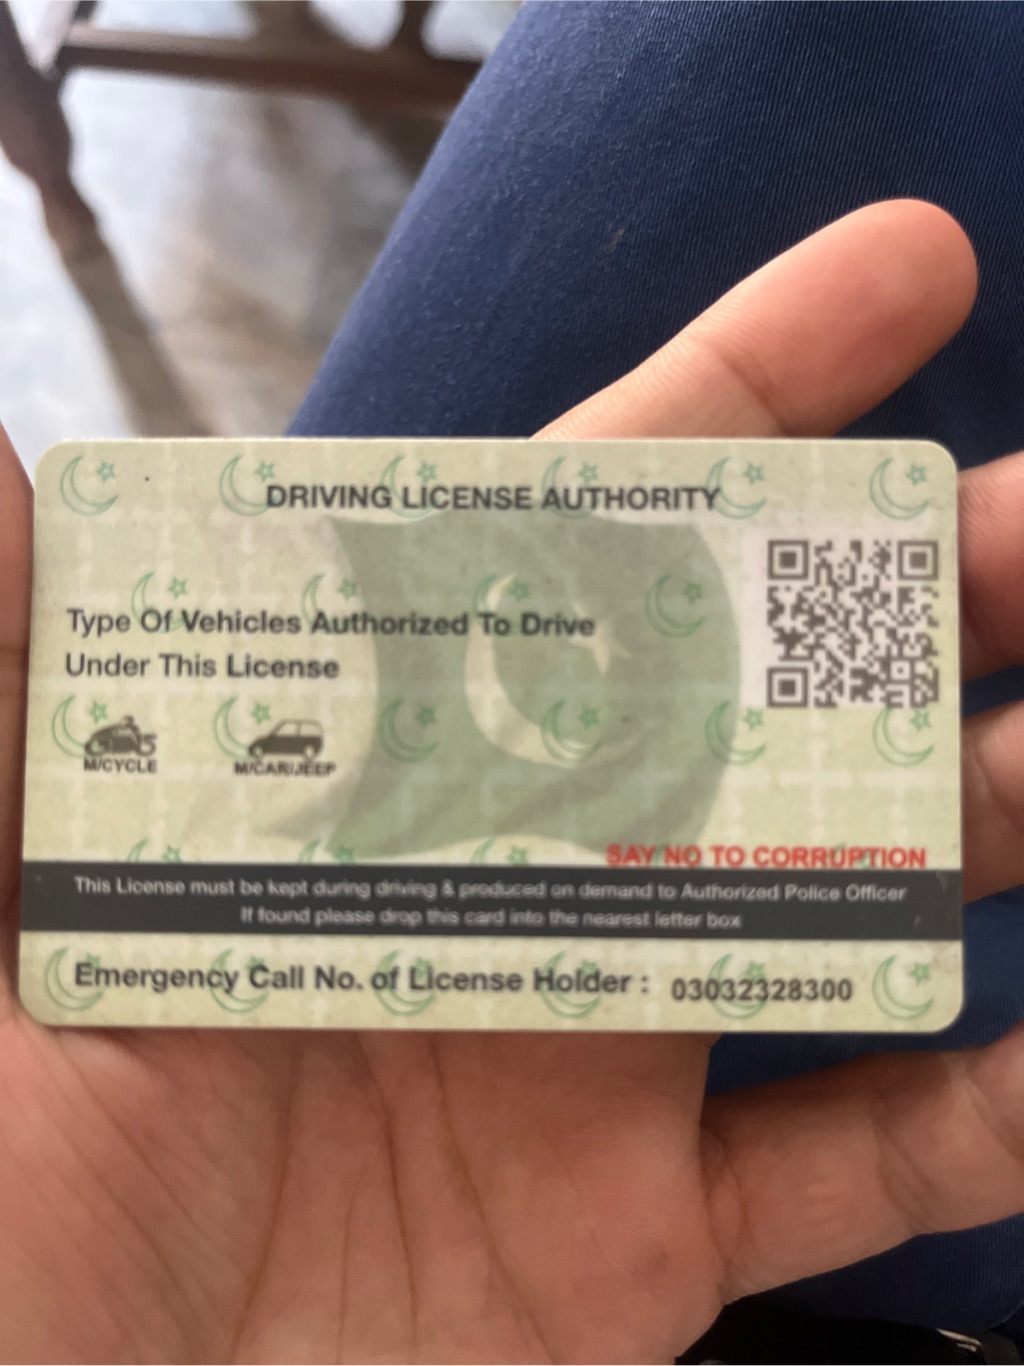 DRIVING LICENSE AUTHORITY
Type Of Vehicles Authorized To Drive
Under This License
M/CYCLE M/CAR/JEEP
SAY NO TO CORRUPTION
This License must be kept during driving & produced on demand to Authorized Police Officer
If found please drop this card into the nearest letter box
Emergency Call No. of License Holder : 03032328300